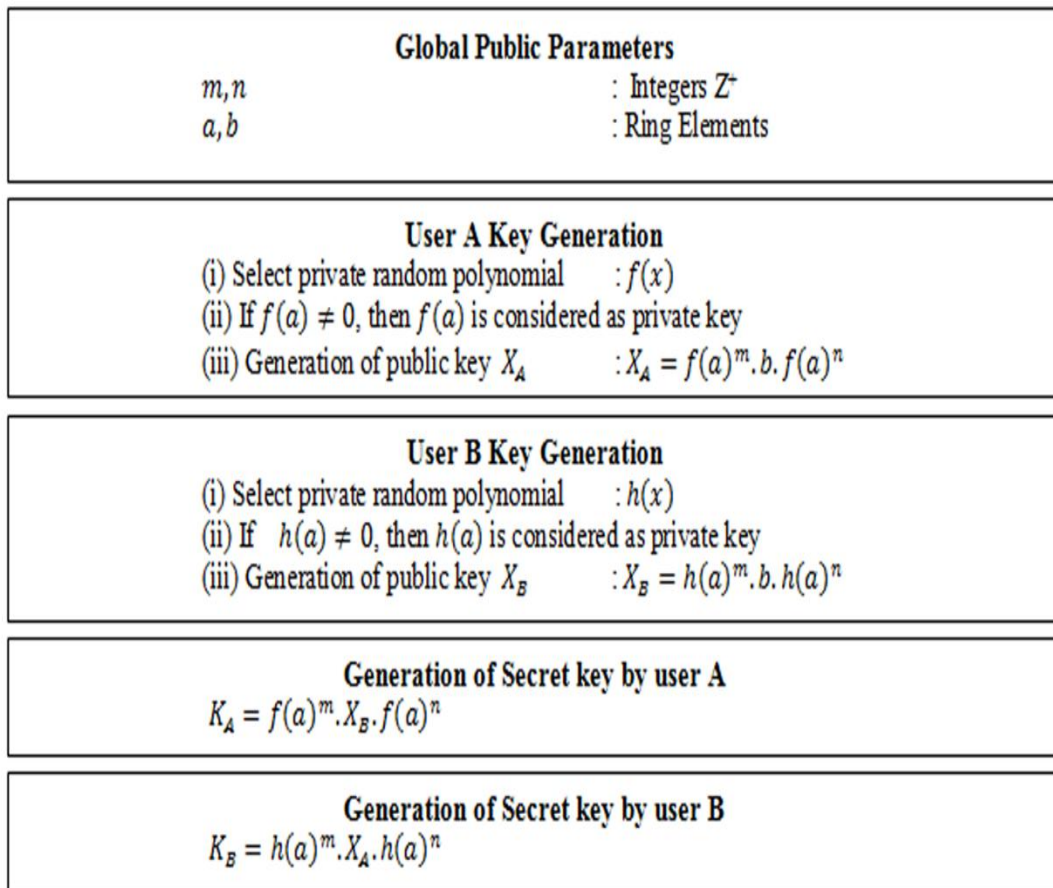 Global Public Parameters
m,n : Integers Z⁺
a,b : Ring Elements
User A Key Generation
(i) Select private random polynomial : f(x)
(ii) If f(a) ≠ 0, then f(a) is considered as private key
(iii) Generation of public key X_A : X_A = f(a)^m.b.f(a)^n
User B Key Generation
(i) Select private random polynomial : h(x)
(ii) If h(a) ≠ 0, then h(a) is considered as private key
(iii) Generation of public key X_B : X_B = h(a)^m.b.h(a)^n
Generation of Secret key by user A
K_A = f(a)^m.X_B.f(a)^n
Generation of Secret key by user B
K_B = h(a)^m.X_A.h(a)^n